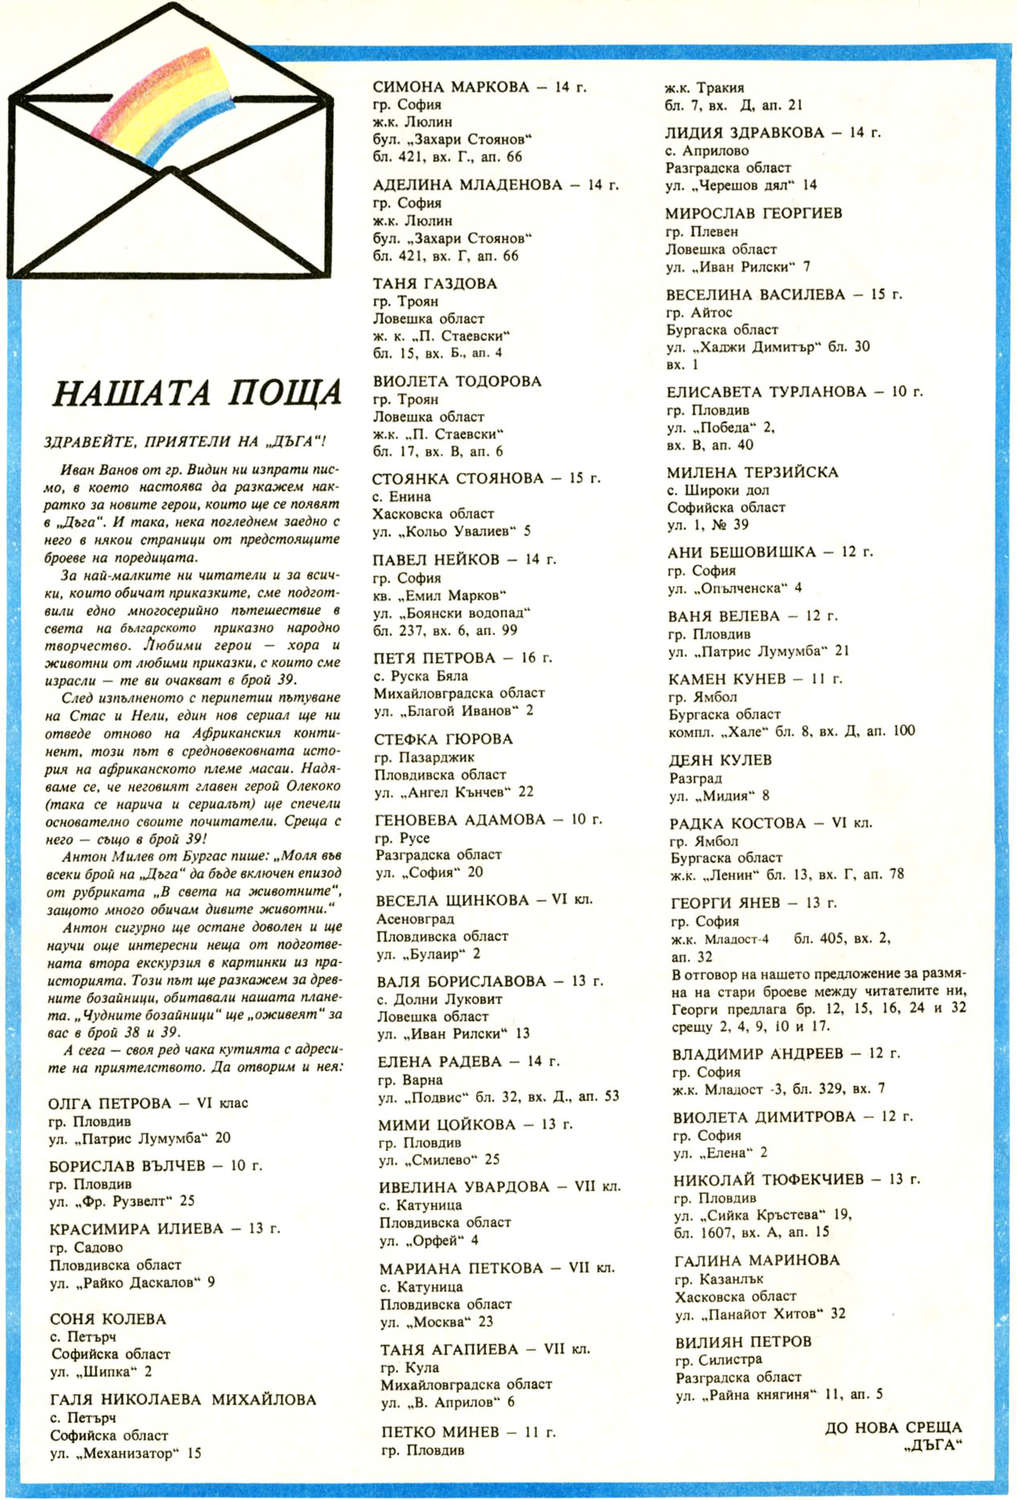 НАШАТА ПОЩА
ЗДРАВЕЙТЕ, ПРИЯТЕЛИ НА „ДЪГА“!
Иван Ванов от гр. Видин ни изпрати пис-
мо, в което настоява да разкажем нак-
ратко за новите герои, които ще се появят
в „Дъга“. И така, нека погледнем заедно с
него в някои страници от предстоящите
броеве на поредицата.
За най-малките ни читатели и за всич-
ки, които обичат приказките, сме подгот-
вили едно многосерийно пътешествие в
света на българското приказно народно
творчество. Любими герои — хора и
животни от любими приказки, с които сме
израсли — те ви очакват в брой 39.
След изпълненото с перипетии пътуване
на Стас и Нели, един нов сериал ще ни
отведе отново на Африканския конти-
нент, този път в средновековната исто-
рия на африканското племе масаи. Надя-
ваме се, че неговият главен герой Олекоко
(така се нарича и сериалът) ще спечели
основателно своите почитатели. Среща с
него — също в брой 39!
Антон Милев от Бургас пише: „Моля във
всеки брой на „Дъга“ да бъде включен епизод
от рубриката „В света на животните“,
защото много обичам дивите животни.“
Антон сигурно ще остане доволен и ще
научи още интересни неща от подготве-
ната втора екскурзия в картинки из пра-
историята. Този път ще разкажем за древ-
ните бозайници, обитавали нашата плане-
та. „Чудните бозайници“ ще „оживеят“ за
вас в брой 38 и 39.
А сега — своя ред чака кутията с адреси-
те на приятелството. Да отворим и нея:
ОЛГА ПЕТРОВА — VI клас
гр. Пловдив
ул. „Патрис Лумумба“ 20
БОРИСЛАВ ВЪЛЧЕВ — 10 г.
гр. Пловдив
ул. „Фр. Рузвелт“ 25
КРАСИМИРА ИЛИЕВА — 13 г.
гр. Садово
Пловдивска област
ул. „Райко Даскалов“ 9
СОНЯ КОЛЕВА
с. Петърч
Софийска област
ул. „Шипка“ 2
ГАЛЯ НИКОЛАЕВА МИХАЙЛОВА
с. Петърч
Софийска област
ул. „Механизатор“ 15
СИМОНА МАРКОВА — 14 г.
гр. София
ж.к. Люлин
бул. „Захари Стоянов“
бл. 421, вх. Г., ап. 66
АДЕЛИНА МЛАДЕНОВА — 14 г.
гр. София
ж.к. Люлин
бул. „Захари Стоянов“
бл. 421, вх. Г, ап. 66
ТАНЯ ГАЗДОВА
гр. Троян
Ловешка област
ж. к. „П. Стаевски“
бл. 15, вх. Б., ап. 4
ВИОЛЕТА ТОДОРОВА
гр. Троян
Ловешка област
ж.к. „П. Стаевски“
бл. 17, вх. В, ап. 6
СТОЯНКА СТОЯНОВА — 15 г.
с. Енина
Хасковска област
ул. „Кольо Увалиев“ 5
ПАВЕЛ НЕЙКОВ — 14 г.
гр. София
кв. „Емил Марков“
ул. „Боянски водопад“
бл. 237, вх. 6, ап. 99
ПЕТЯ ПЕТРОВА — 16 г.
с. Руска Бяла
Михайловградска област
ул. „Благой Иванов“ 2
СТЕФКА ГЮРОВА
гр. Пазарджик
Пловдивска област
ул. „Ангел Кънчев“ 22
ГЕНОВЕВА АДАМОВА — 10 г.
гр. Русе
Разградска област
ул. „София“ 20
ВЕСЕЛА ЩИНКОВА — VI кл.
Асеновград
Пловдивска област
ул. „Булаир“ 2
ВАЛЯ БОРИСЛАВОВА — 13 г.
с. Долни Луковит
Ловешка област
ул. „Иван Рилски“ 13
ЕЛЕНА РАДЕВА — 14 г.
гр. Варна
ул. „Подвис“ бл. 32, вх. Д., ап. 53
МИМИ ЦОЙКОВА — 13 г.
гр. Пловдив
ул. „Смилево“ 25
ИВЕЛИНА УВАРДОВА — VII кл.
с. Катуница
Пловдивска област
ул. „Орфей“ 4
МАРИАНА ПЕТКОВА — VII кл.
с. Катуница
Пловдивска област
ул. „Москва“ 23
ТАНЯ АГАПИЕВА — VII кл.
гр. Кула
Михайловградска област
ул. „В. Априлов“ 6
ПЕТКО МИНЕВ — 11 г.
гр. Пловдив
ж.к. Тракия
бл. 7, вх. Д, ап. 21
ЛИДИЯ ЗДРАВКОВА — 14 г.
с. Априлово
Разградска област
ул. „Черешов дял“ 14
МИРОСЛАВ ГЕОРГИЕВ
гр. Плевен
Ловешка област
ул. „Иван Рилски“ 7
ВЕСЕЛИНА ВАСИЛЕВА — 15 г.
гр. Айтос
Бургаска област
ул. „Хаджи Димитър“ бл. 30
вх. 1
ЕЛИСАВЕТА ТУРЛАНОВА — 10 г.
гр. Пловдив
ул. „Победа“ 2,
вх. В, ап. 40
МИЛЕНА ТЕРЗИЙСКА
с. Широки дол
Софийска област
ул. 1, № 39
АНИ БЕШОВИШКА — 12 г.
гр. София
ул. „Опълченска“ 4
ВАНЯ ВЕЛЕВА — 12 г.
гр. Пловдив
ул. „Патрис Лумумба“ 21
КАМЕН КУНЕВ — 11 г.
гр. Ямбол
Бургаска област
компл. „Хале“ бл. 8, вх. Д, ап. 100
ДЕЯН КУЛЕВ
Разград
ул. „Мидия“ 8
РАДКА КОСТОВА — VI кл.
гр. Ямбол
Бургаска област
ж.к. „Ленин“ бл. 13, вх. Г, ап. 78
ГЕОРГИ ЯНЕВ — 13 г.
гр. София
ж.к. Младост-4 бл. 405, вх. 2,
ап. 32
В отговор на нашето предложение за размя-
на на стари броеве между читателите ни,
Георги предлага бр. 12, 15, 16, 24 и 32
срещу 2, 4, 9, 10 и 17.
ВЛАДИМИР АНДРЕЕВ — 12 г.
гр. София
ж.к. Младост -3, бл. 329, вх. 7
ВИОЛЕТА ДИМИТРОВА — 12 г.
гр. София
ул. „Елена“ 2
НИКОЛАЙ ТЮФЕКЧИЕВ — 13 г.
гр. Пловдив
ул. „Сийка Кръстева“ 19,
бл. 1607, вх. А, ап. 15
ГАЛИНА МАРИНОВА
гр. Казанлък
Хасковска област
ул. „Панайот Хитов“ 32
ВИЛИЯН ПЕТРОВ
гр. Силистра
Разградска област
ул. „Райна княгиня“ 11, ап. 5
ДО НОВА СРЕЩА
„ДЪГА“